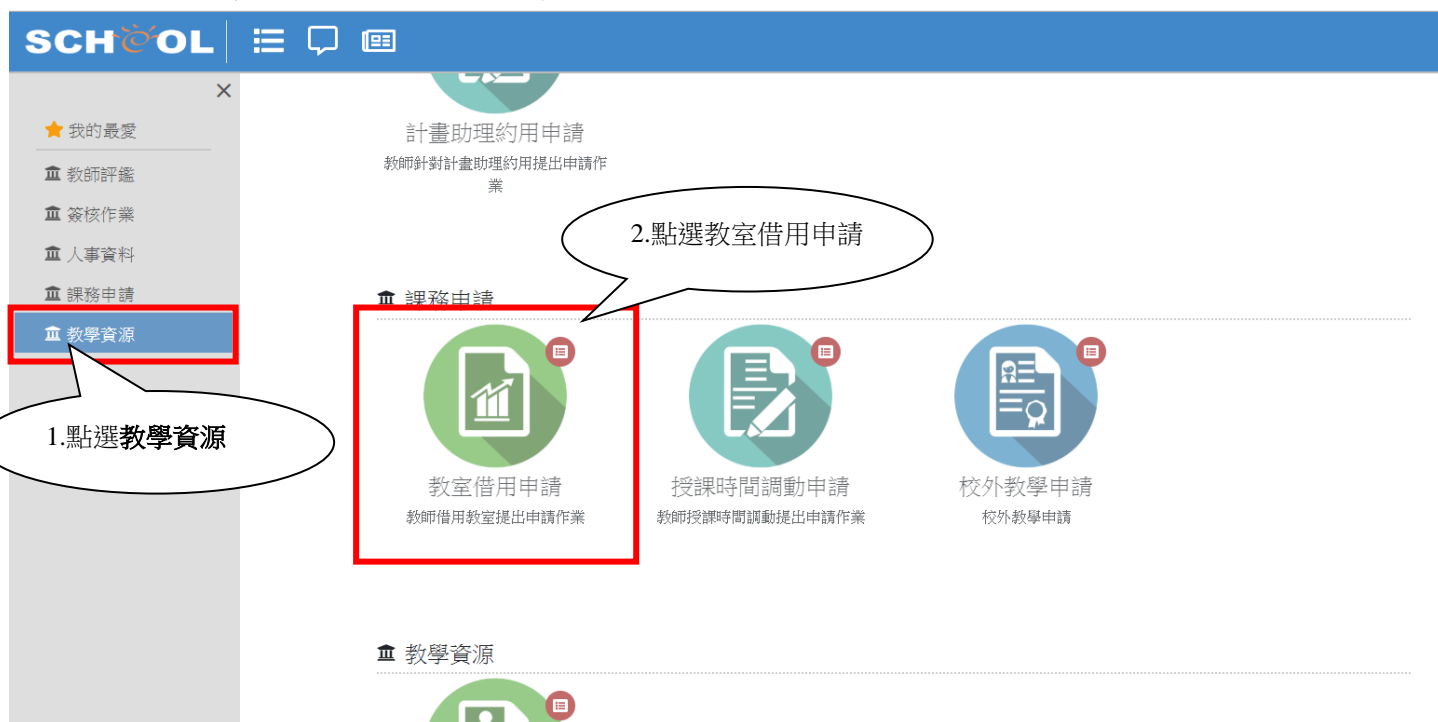 SCHOOL
我的最愛
教師評鑑
簽核作業
人事資料
課務申請
教學資源
1.點選教學資源
計畫助理約用申請
教師針對計畫助理約用提出申請作
業
2.點選教室借用申請
課務申請
教室借用申請
教師借用教室提出申請作業
授課時間調動申請
教師授課時間調動提出申請作業
校外教學申請
校外教學申請
教學資源